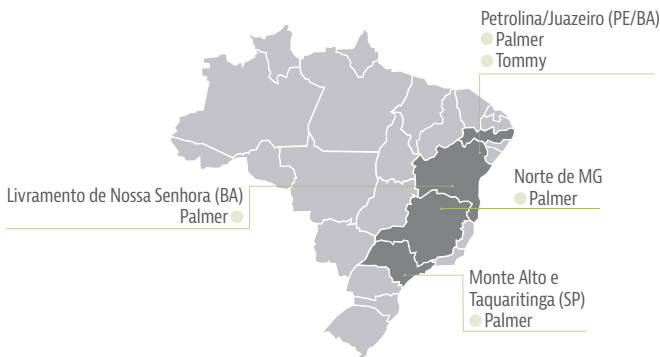 Petrolina/Juazeiro (PE/BA)
Palmer
Tommy
Livramento de Nossa Senhora (BA)
Palmer
Norte de MG
Palmer
Monte Alto e
Taquaritinga (SP)
Palmer